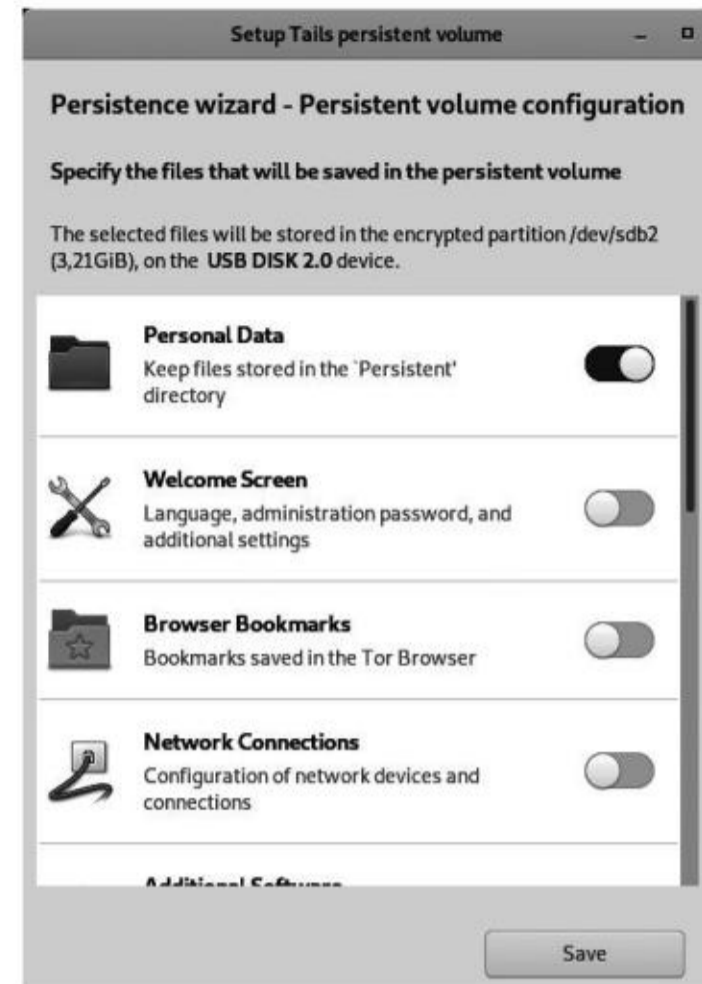 Setup Tails persistent volume
Persistence wizard - Persistent volume configuration
Specify the files that will be saved in the persistent volume
The selected files will be stored in the encrypted partition /dev/sdb2
(3,21GiB), on the USB DISK 2.0 device.
Personal Data
Keep files stored in the `Persistent'
directory
Welcome Screen
Language, administration password, and
additional settings
Browser Bookmarks
Bookmarks saved in the Tor Browser
Network Connections
Configuration of network devices and
connections
Additional Software
Save